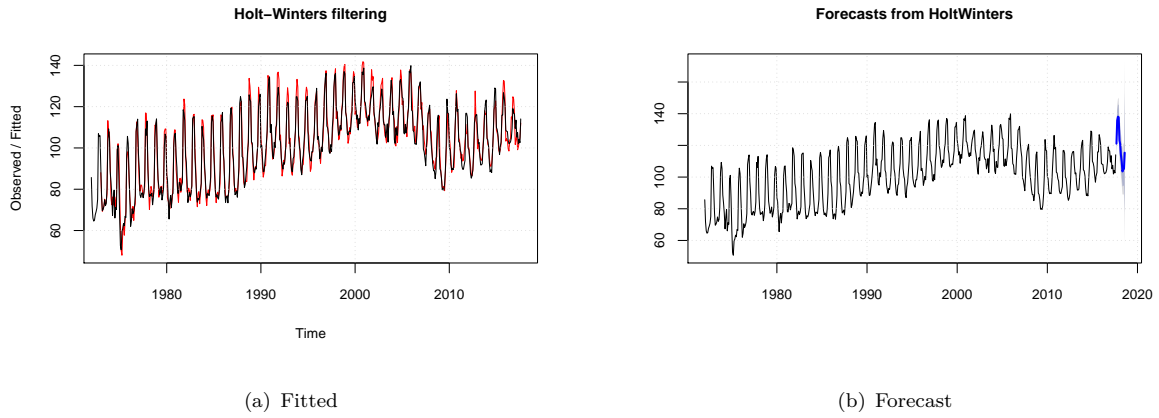 Holt−Winters filtering
Observed / Fitted
140
120
100
80
60
1980 1990 2000 2010
Time
(a) Fitted
Forecasts from HoltWinters
140
100
80
60
1980 1990 2000 2010 2020
(b) Forecast